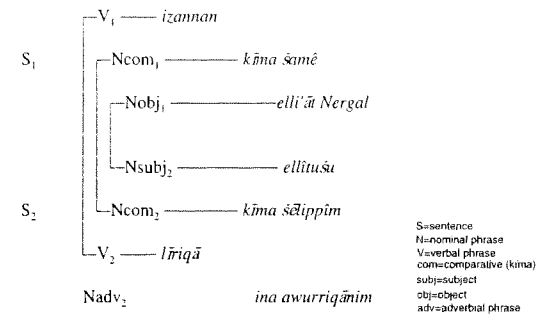 V₁ izannan
S₁ Ncom₁ kīma šamê
Nobj₁ elli'āt Nergal
Nsubj₂ ellītušu
S₂ Ncom₂ kīma šēlippîm
V₂ līriqā
Nadv₂ ina awurriqānim
S=sentence
N=nominal phrase
V=verbal phrase
com=comparative (kīma)
subj=subject
obj=object
adv=adverbial phrase